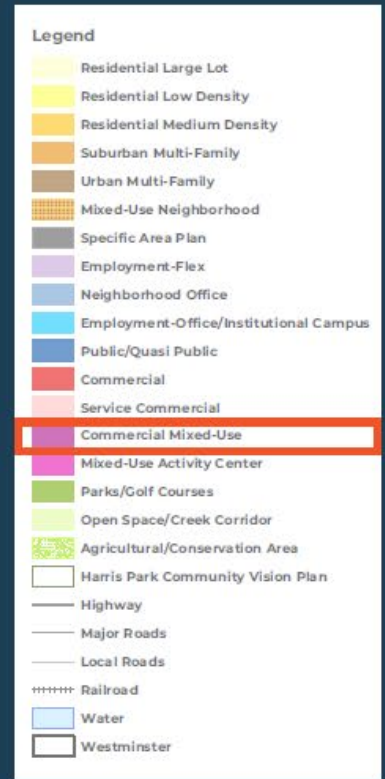 Legend
Residential Large Lot
Residential Low Density
Residential Medium Density
Suburban Multi-Family
Urban Multi-Family
Mixed-Use Neighborhood
Specific Area Plan
Employment-Flex
Neighborhood Office
Employment-Office/Institutional Campus
Public/Quasi Public
Commercial
Service Commercial
Commercial Mixed-Use
Mixed-Use Activity Center
Parks/Golf Courses
Open Space/Creek Corridor
Agricultural/Conservation Area
Harris Park Community Vision Plan
Highway
Major Roads
Local Roads
Railroad
Water
Westminster